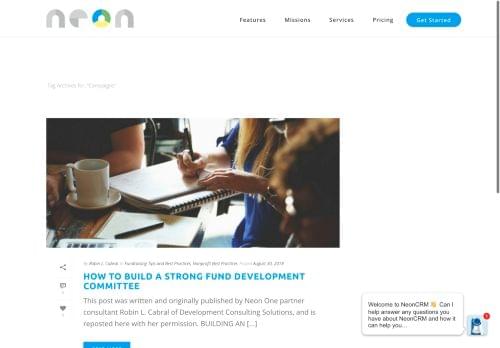 neon
Features Missions Services Pricing Get Started
Tag Archives for: "Campaigns"
by Robin L. Cabral in Fundraising Tips and Best Practices, Nonprofit Best Practices Posted August 30, 2019
HOW TO BUILD A STRONG FUND DEVELOPMENT
COMMITTEE
This post was written and originally published by Neon One partner
consultant Robin L. Cabral of Development Consulting Solutions, and is
reposted here with her permission. BUILDING AN [...]
Welcome to NeonCRM 👋 Can I
help answer any questions you
have about NeonCRM and how it
can help you...
1